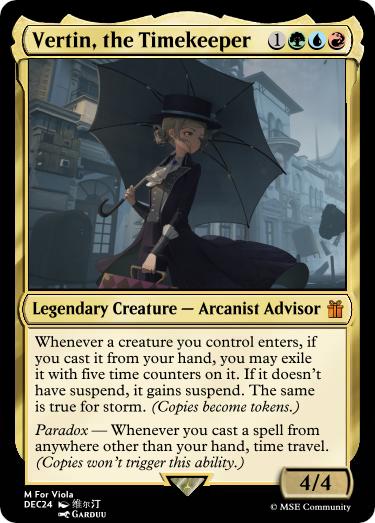 Vertin, the Timekeeper 1
Legendary Creature — Arcanist Advisor
Whenever a creature you control enters, if
you cast it from your hand, you may exile
it with five time counters on it. If it doesn't
have suspend, it gains suspend. The same
is true for storm. (Copies become tokens.)
Paradox — Whenever you cast a spell from
anywhere other than your hand, time travel.
(Copies won't trigger this ability.)
4/4
M For Viola
DEC24 维尔汀
GARDUU
© MSE Community